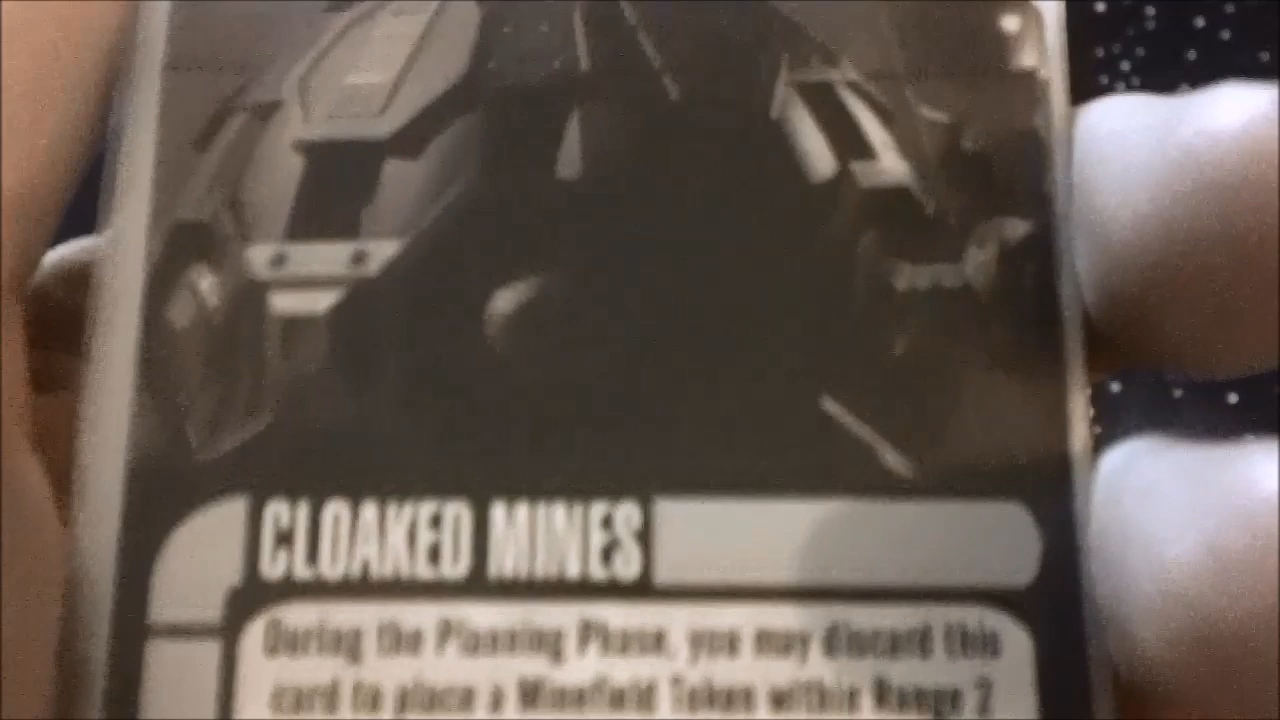 CLOAKED MINES
During the Planning Phase, you may discard this
card to place a Minefield Token within Range 2